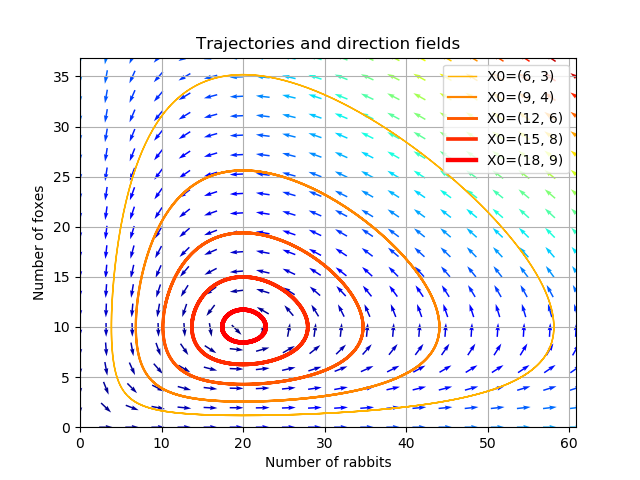 Trajectories and direction fields
X0=(6, 3)
X0=(9, 4)
X0=(12, 6)
X0=(15, 8)
X0=(18, 9)
Number of foxes
35
30
25
20
15
10
5
0
0 10 20 30 40 50 60
Number of rabbits